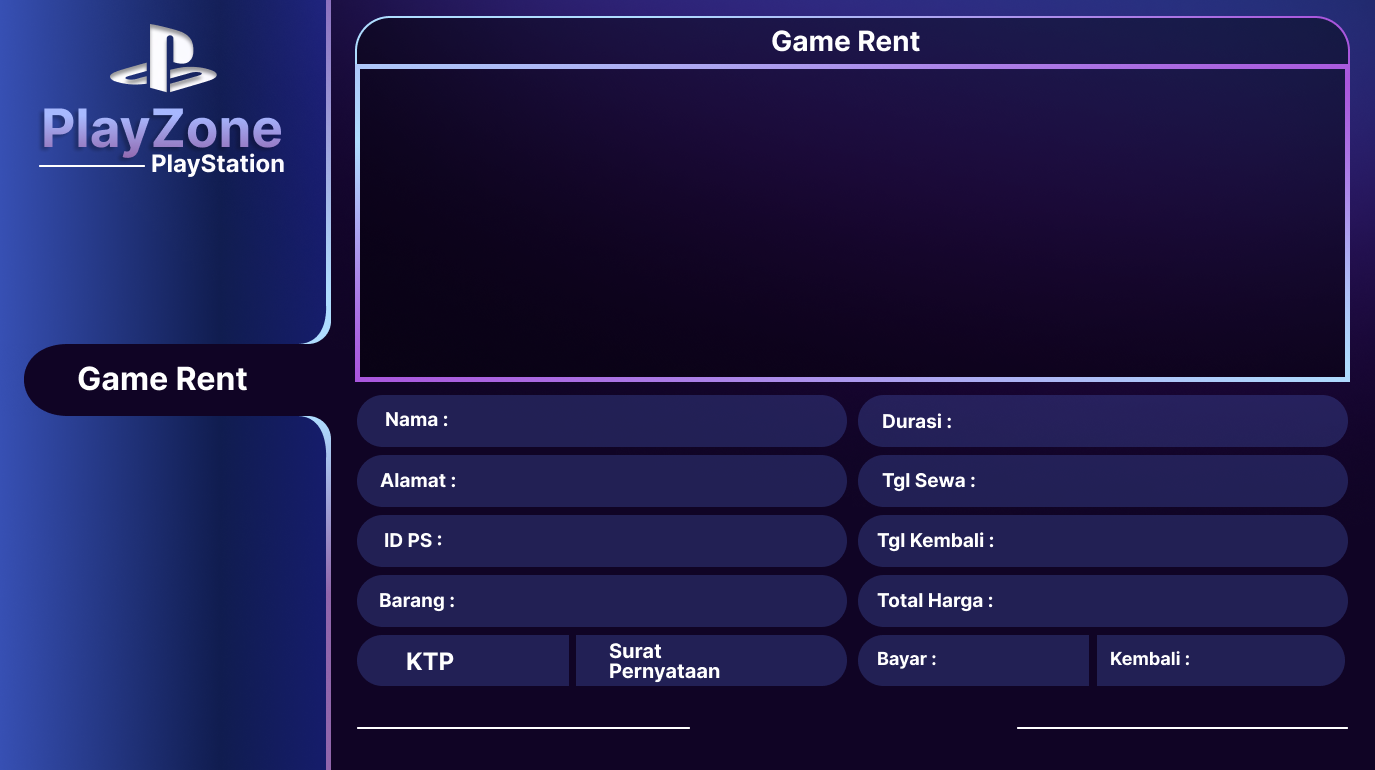 PlayZone
PlayStation
Game Rent
Game Rent
Nama :
Durasi :
Alamat :
Tgl Sewa :
ID PS :
Tgl Kembali :
Barang :
Total Harga :
KTP
Surat
Pernyataan
Bayar :
Kembali :